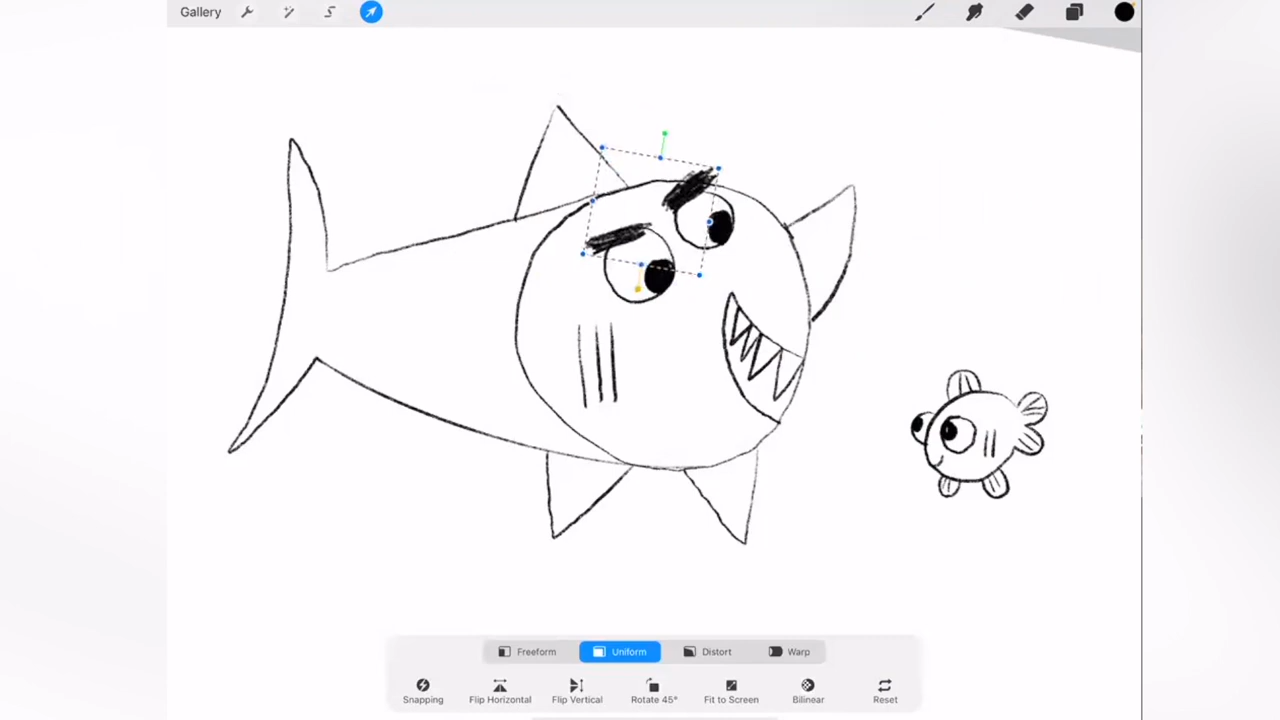 Gallery
Freeform Uniform Distort Warp
Snapping Flip Horizontal Flip Vertical Rotate 45° Fit to Screen Bilinear Reset